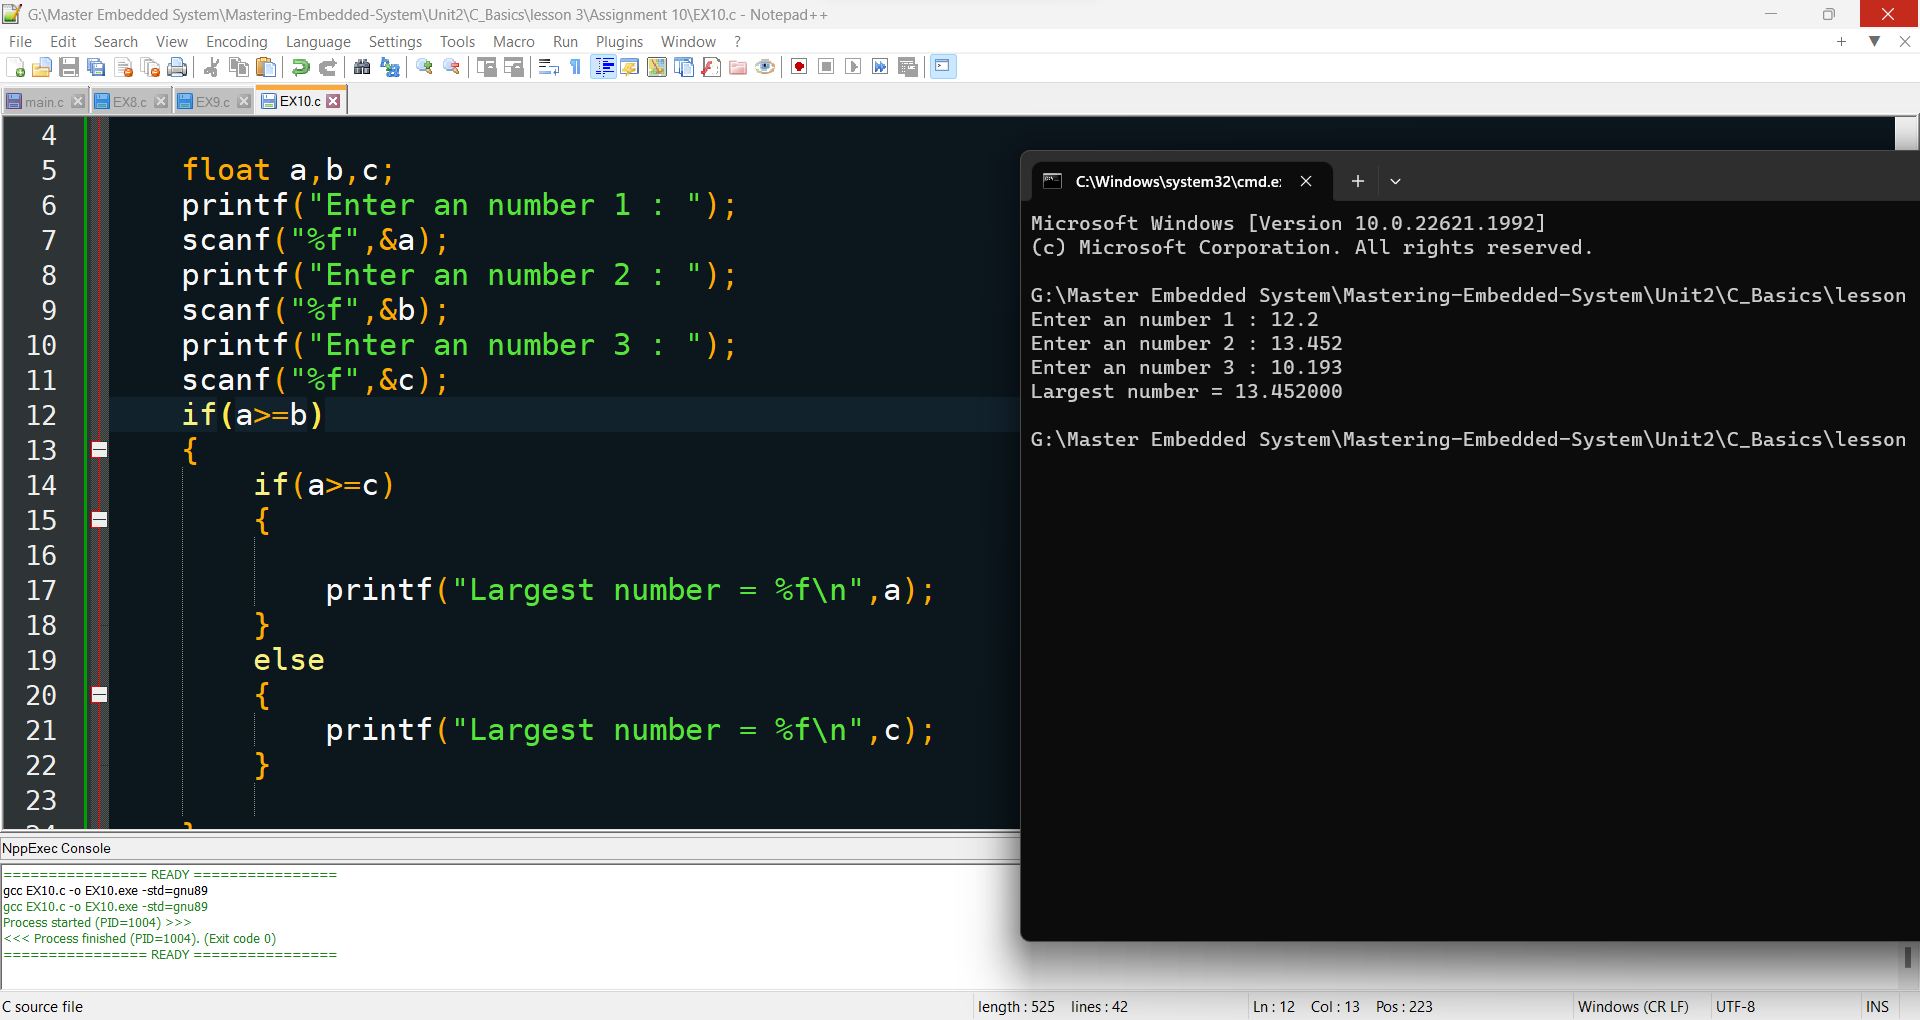 G:\Master Embedded System\Mastering-Embedded-System\Unit2\C_Basics\lesson 3\Assignment 10\EX10.c - Notepad++
File Edit Search View Encoding Language Settings Tools Macro Run Plugins Window ?
main.c EX8.c EX9.c EX10.c
4
5 float a,b,c;
6 printf("Enter an number 1 : ");
7 scanf("%f",&a);
8 printf("Enter an number 2 : ");
9 scanf("%f",&b);
10 printf("Enter an number 3 : ");
11 scanf("%f",&c);
12 if(a>=b)
13 {
14 if(a>=c)
15 {
16
17 printf("Largest number = %f\n",a);
18 }
19 else
20 {
21 printf("Largest number = %f\n",c);
22 }
23
C:\Windows\system32\cmd.e
Microsoft Windows [Version 10.0.22621.1992]
(c) Microsoft Corporation. All rights reserved.
G:\Master Embedded System\Mastering-Embedded-System\Unit2\C_Basics\lesson
Enter an number 1 : 12.2
Enter an number 2 : 13.452
Enter an number 3 : 10.193
Largest number = 13.452000
G:\Master Embedded System\Mastering-Embedded-System\Unit2\C_Basics\lesson
NppExec Console
================ READY ================
gcc EX10.c -o EX10.exe -std=gnu89
gcc EX10.c -o EX10.exe -std=gnu89
Process started (PID=1004) >>>
<<< Process finished (PID=1004). (Exit code 0)
================ READY ================
C source file length : 525 lines : 42 Ln : 12 Col : 13 Pos : 223 Windows (CR LF) UTF-8 INS